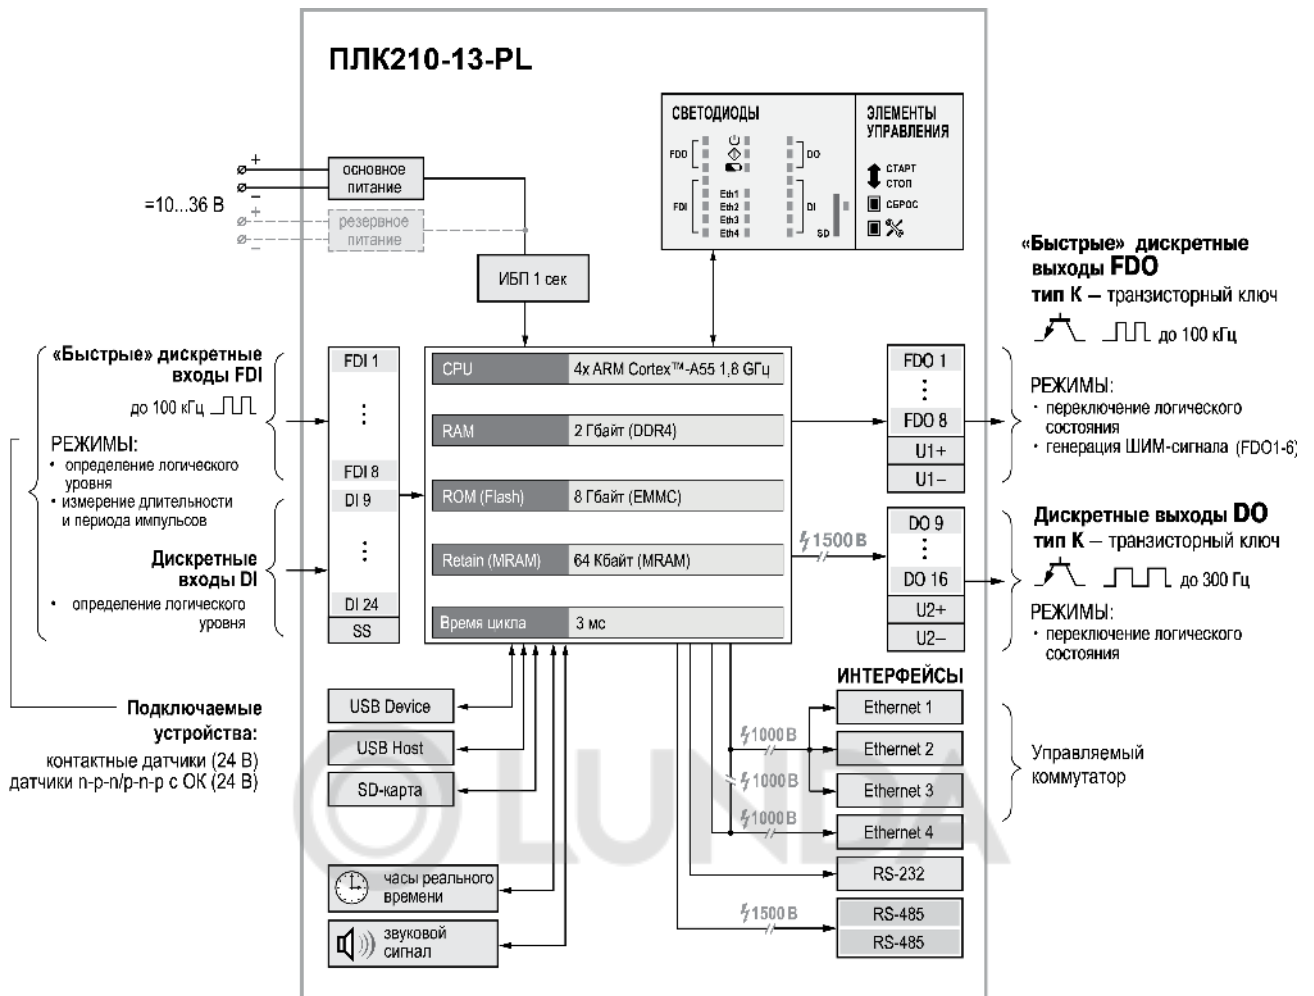 ПЛК210-13-PL
СВЕТОДИОДЫ
FDO
DO
FDI
Eth1
Eth2
Eth3
Eth4
DI
SD
ЭЛЕМЕНТЫ
УПРАВЛЕНИЯ
СТАРТ
СТОП
СБРОС
+
−
=10...36 В
+
−
основное
питание
резервное
питание
ИБП 1 сек
«Быстрые» дискретные
входы FDI
до 100 кГц
РЕЖИМЫ:
• определение логического
уровня
• измерение длительности
и периода импульсов
Дискретные
входы DI
• определение логического
уровня
Подключаемые
устройства:
контактные датчики (24 В)
датчики n-p-n/p-n-p с ОК (24 В)
FDI 1
⋮
FDI 8
DI 9
⋮
DI 24
SS
CPU 4x ARM Cortex™-A55 1,8 GГц
RAM 2 Гбайт (DDR4)
ROM (Flash) 8 Гбайт (EMMC)
Retain (MRAM) 64 Кбайт (MRAM)
Время цикла 3 мс
USB Device
USB Host
SD-карта
часы реального
времени
звуковой
сигнал
FDO 1
⋮
FDO 8
U1+
U1−
1500 В
DO 9
⋮
DO 16
U2+
U2−
«Быстрые» дискретные
выходы FDO
тип К – транзисторный ключ
до 100 кГц
РЕЖИМЫ:
• переключение логического
состояния
• генерация ШИМ-сигнала (FDO1-6)
Дискретные выходы DO
тип К – транзисторный ключ
до 300 Гц
РЕЖИМЫ:
• переключение логического
состояния
ИНТЕРФЕЙСЫ
Ethernet 1
1000 В
Ethernet 2
1000 В
Ethernet 3
1000 В
Ethernet 4
RS-232
1500 В
RS-485
RS-485
Управляемый
коммутатор
LUNDA